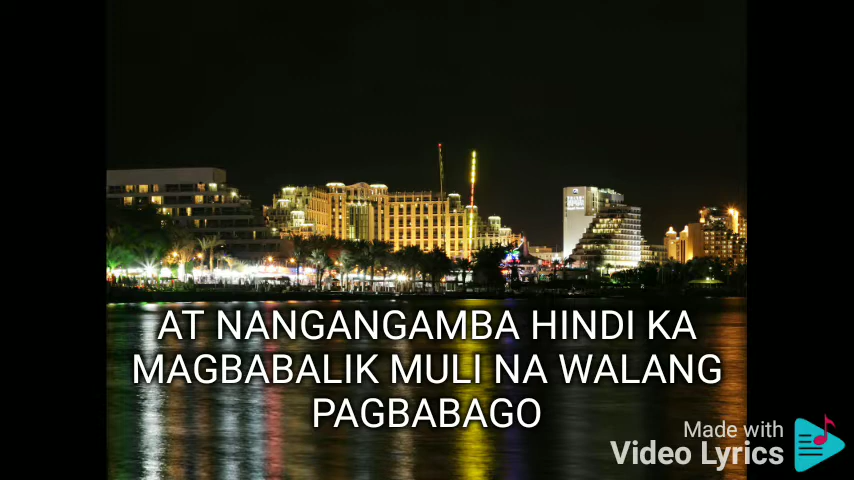 AT NANGANGAMBA HINDI KA
MAGBABALIK MULI NA WALANG
PAGBABAGO
Made with
Video Lyrics